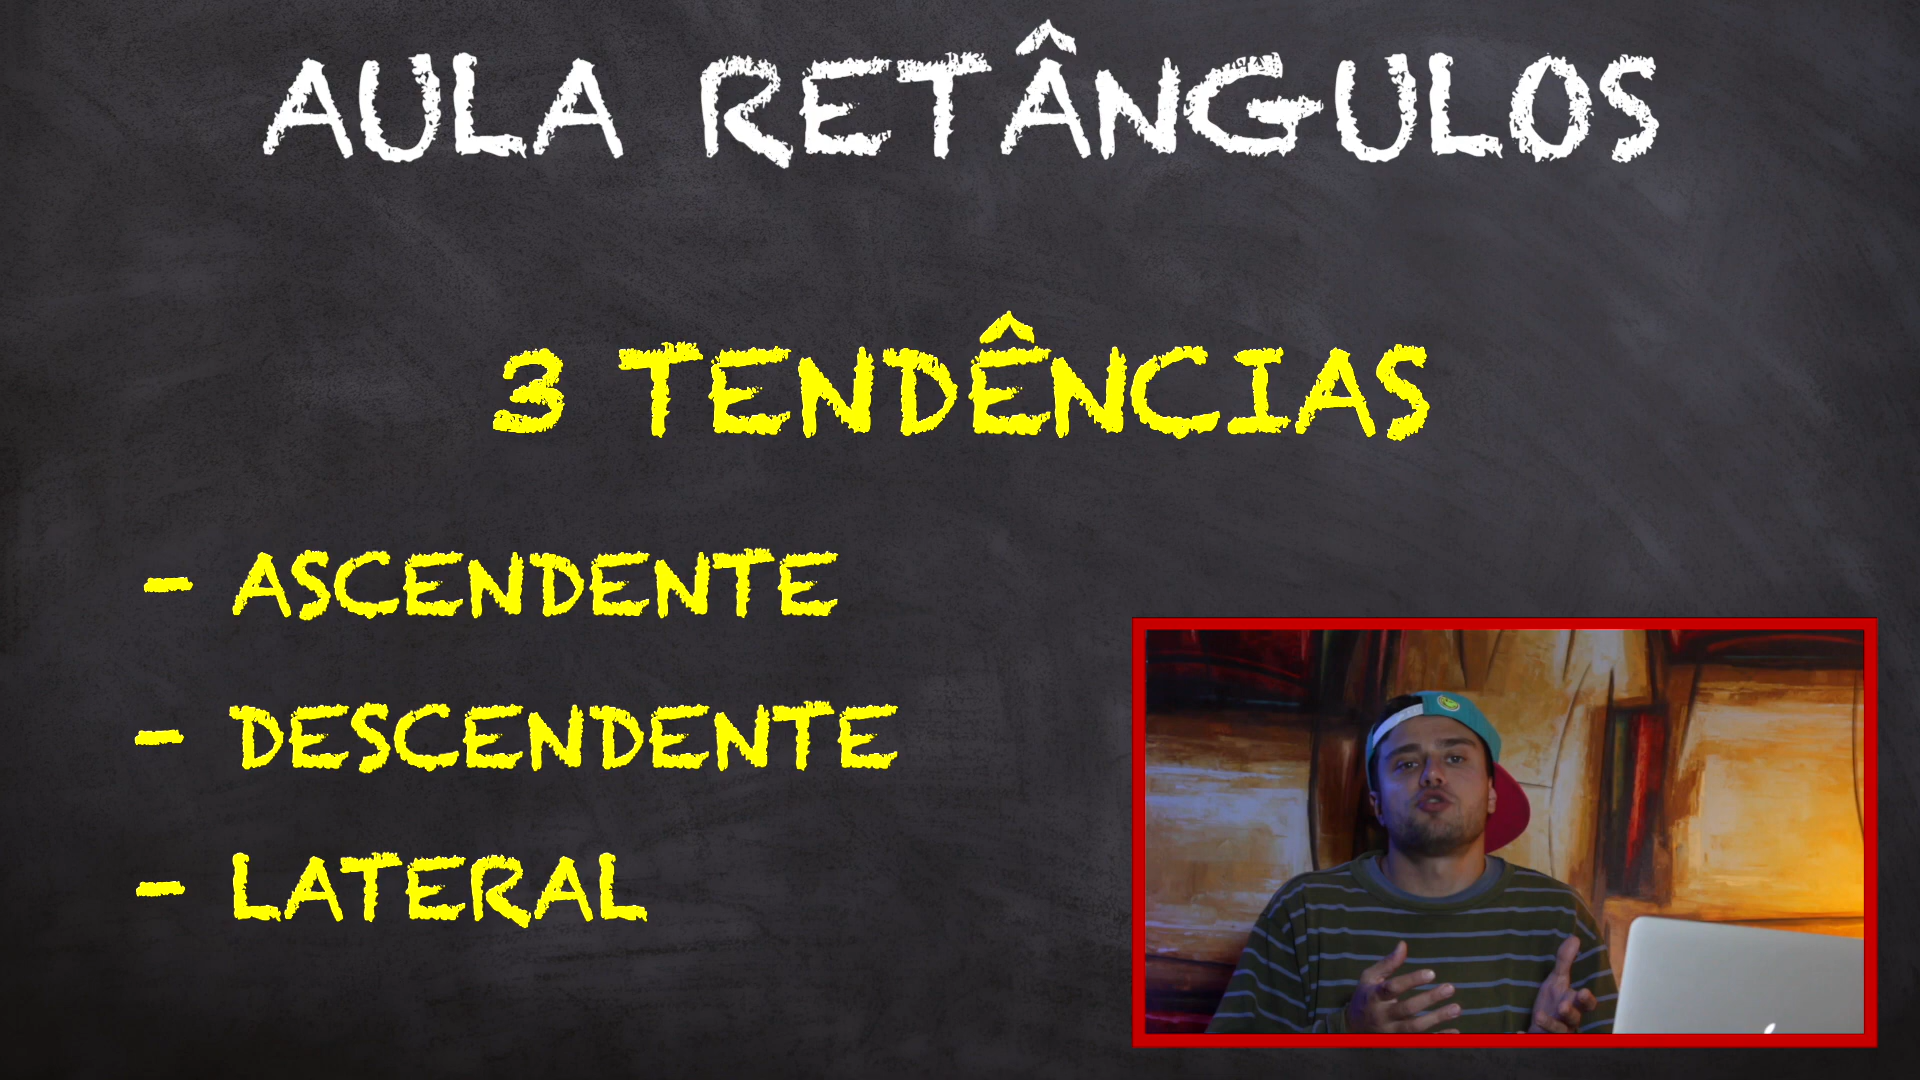 AULA RETÂNGULOS
3 TENDÊNCIAS
- ASCENDENTE
- DESCENDENTE
- LATERAL